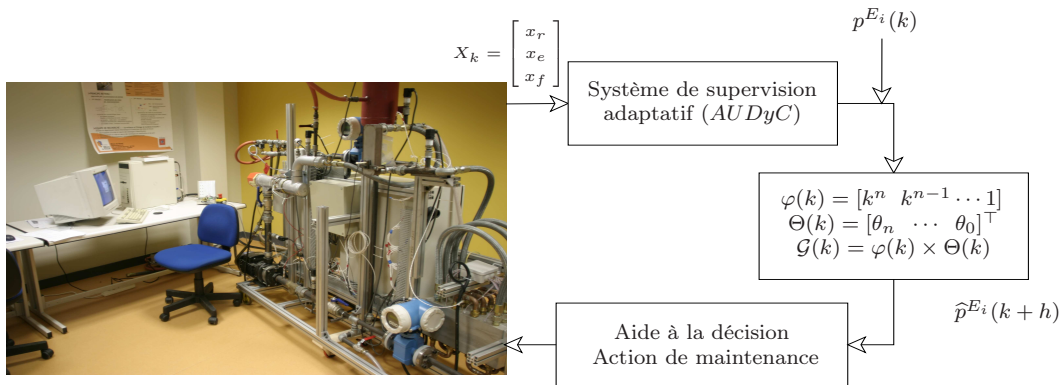 X_k = [ x_r
x_e
x_f ]
Système de supervision
adaptatif (AUDyC)
p^{E_i}(k)
φ(k) = [k^n k^{n−1} ⋯ 1]
Θ(k) = [θ_n ⋯ θ_0]^⊤
𝒢(k) = φ(k) × Θ(k)
p̂^{E_i}(k + h)
Aide à la décision
Action de maintenance